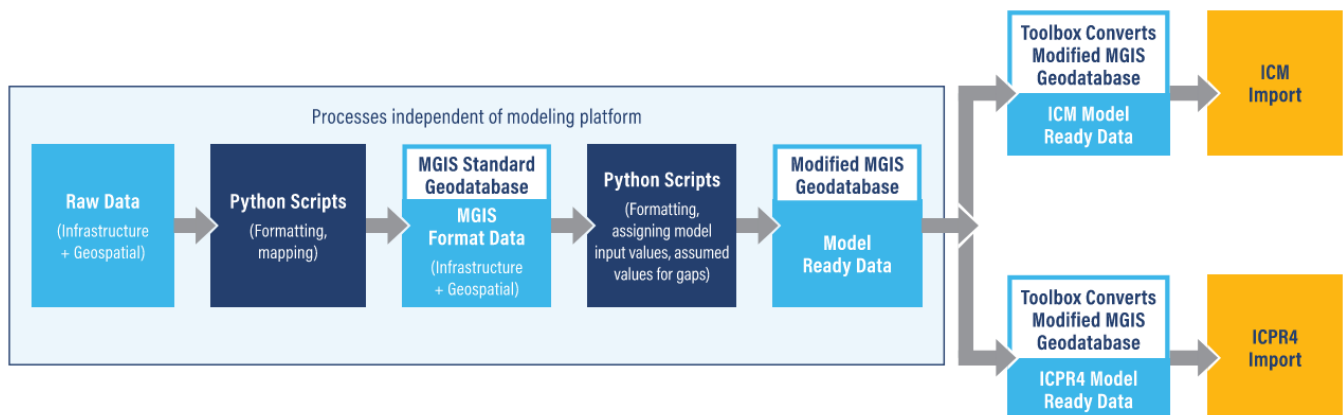 Processes independent of modeling platform
Raw Data
(Infrastructure
+ Geospatial)
Python Scripts
(Formatting,
mapping)
MGIS Standard
Geodatabase
MGIS
Format Data
(Infrastructure
+ Geospatial)
Python Scripts
(Formatting,
assigning model
input values, assumed
values for gaps)
Modified MGIS
Geodatabase
Model
Ready Data
Toolbox Converts
Modified MGIS
Geodatabase
ICM Model
Ready Data
ICM
Import
Toolbox Converts
Modified MGIS
Geodatabase
ICPR4 Model
Ready Data
ICPR4
Import